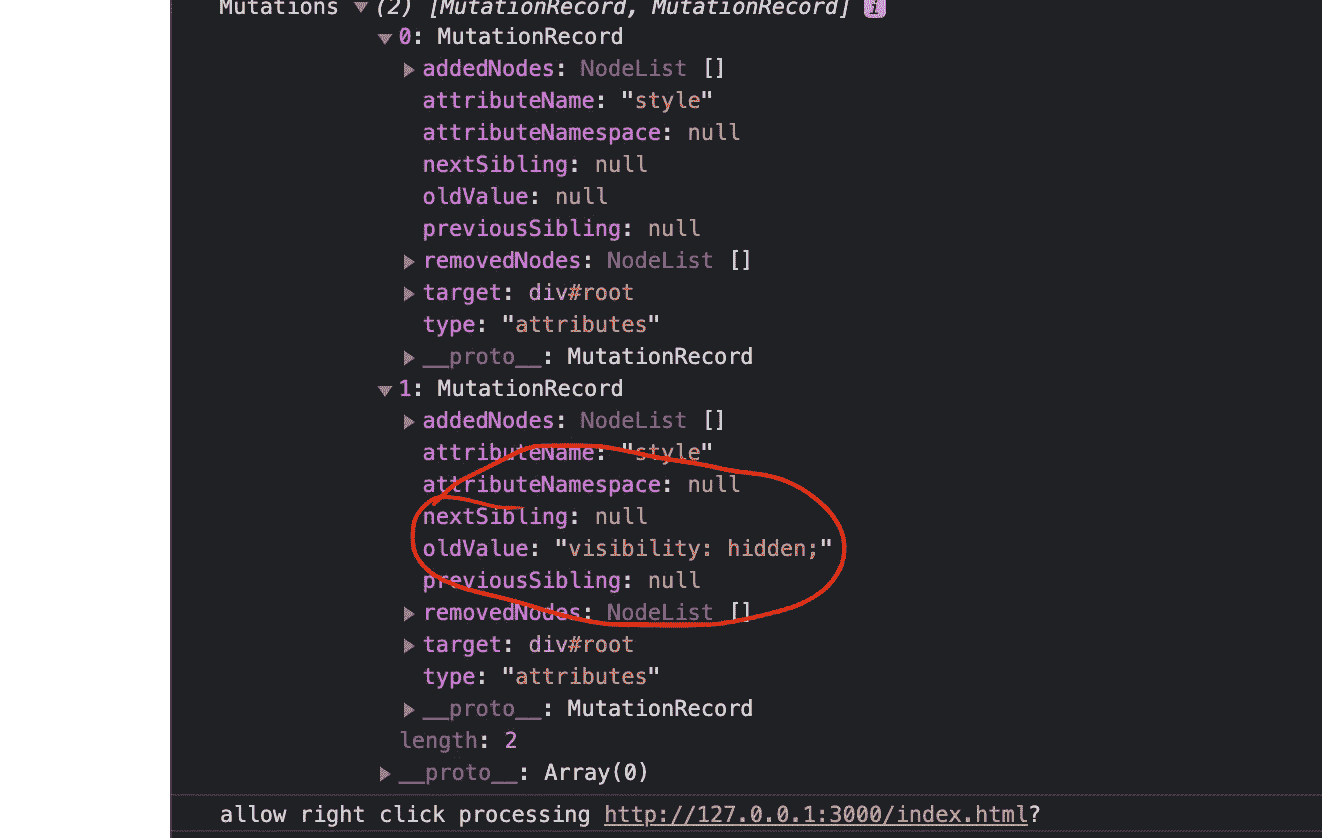 Mutations ▼ (2) [MutationRecord, MutationRecord] i
▼ 0: MutationRecord
▶ addedNodes: NodeList []
attributeName: "style"
attributeNamespace: null
nextSibling: null
oldValue: null
previousSibling: null
▶ removedNodes: NodeList []
▶ target: div#root
type: "attributes"
▶ __proto__: MutationRecord
▼ 1: MutationRecord
▶ addedNodes: NodeList []
attributeName: "style"
attributeNamespace: null
nextSibling: null
oldValue: "visibility: hidden;"
previousSibling: null
▶ removedNodes: NodeList []
▶ target: div#root
type: "attributes"
▶ __proto__: MutationRecord
length: 2
▶ __proto__: Array(0)
allow right click processing http://127.0.0.1:3000/index.html?